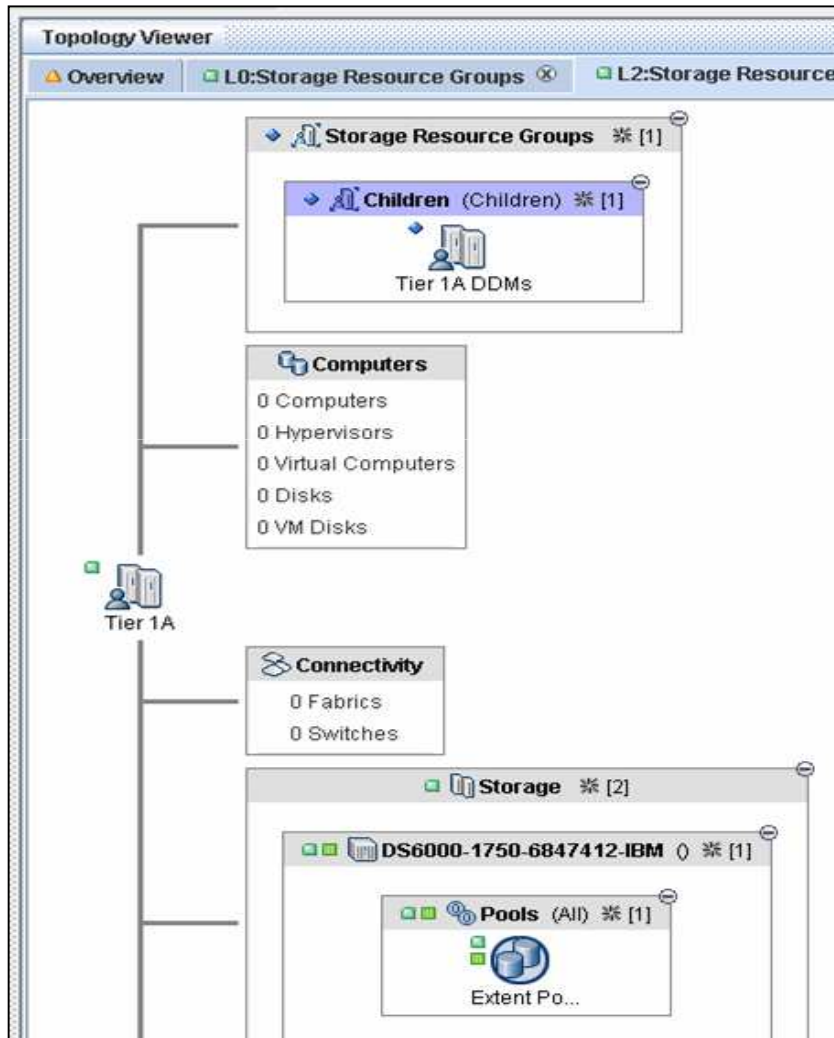 Topology Viewer
Overview
L0:Storage Resource Groups
L2:Storage Resource
Storage Resource Groups [1]
Children (Children) [1]
Tier 1A DDMs
Computers
0 Computers
0 Hypervisors
0 Virtual Computers
0 Disks
0 VM Disks
Tier 1A
Connectivity
0 Fabrics
0 Switches
Storage [2]
DS6000-1750-6847412-IBM () [1]
Pools (All) [1]
Extent Po...